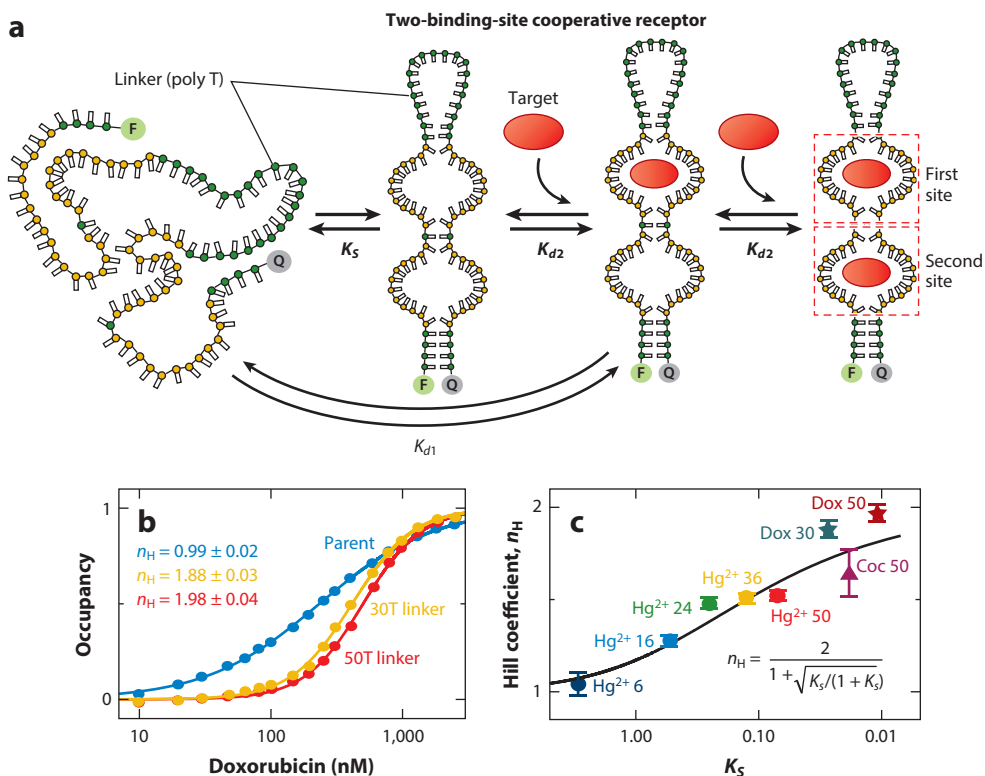 Two-binding-site cooperative receptor
a
Linker (poly T)
F
Target
First
site
Q
K_S
K_d2
K_d2
Second
site
F Q
F Q
K_d1
b
Occupancy
1
0
n_H = 0.99 ± 0.02
n_H = 1.88 ± 0.03
n_H = 1.98 ± 0.04
Parent
30T linker
50T linker
10 100 1,000
Doxorubicin (nM)
c
Hill coefficient, n_H
2
1
Dox 50
Dox 30
Coc 50
Hg²⁺ 36
Hg²⁺ 24
Hg²⁺ 50
Hg²⁺ 16
Hg²⁺ 6
n_H = 2 / (1 + √K_s/(1 + K_s))
1.00 0.10 0.01
K_S